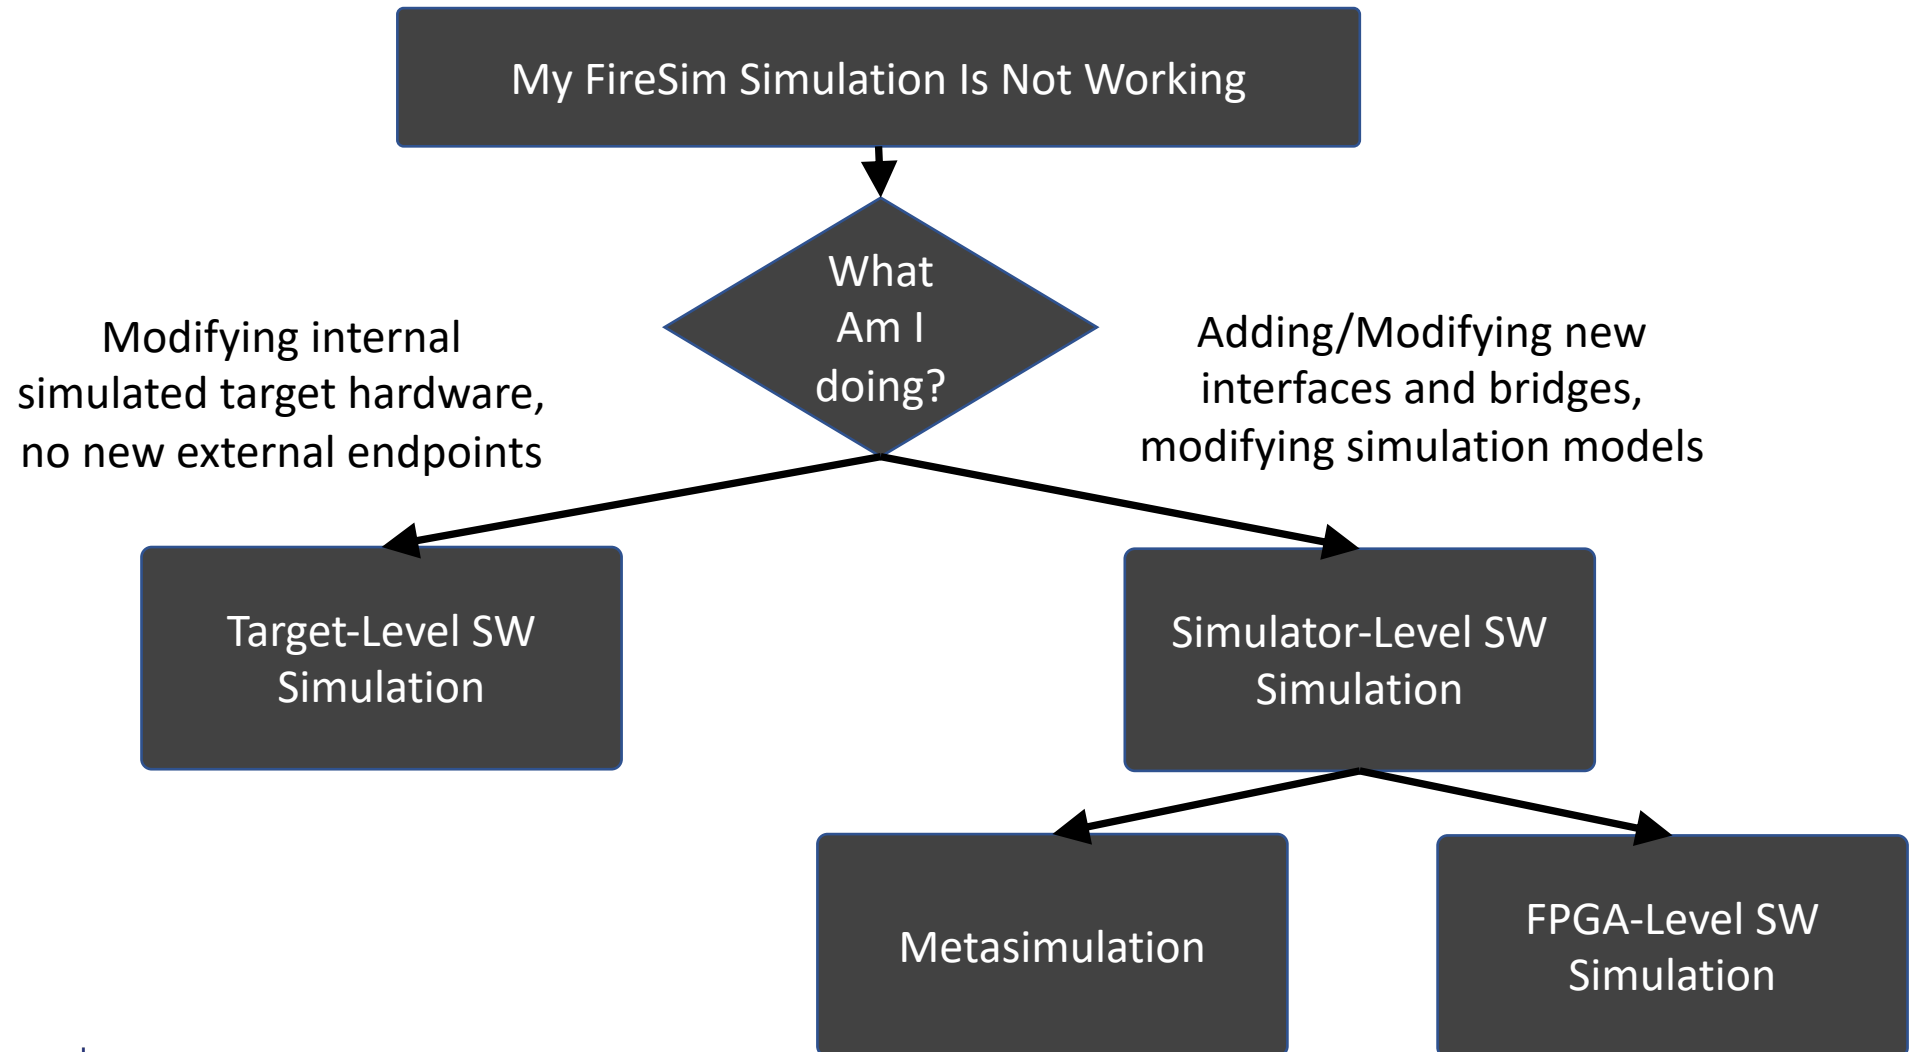 My FireSim Simulation Is Not Working
What
Am I
doing?
Modifying internal
simulated target hardware,
no new external endpoints
Adding/Modifying new
interfaces and bridges,
modifying simulation models
Target-Level SW
Simulation
Simulator-Level SW
Simulation
Metasimulation
FPGA-Level SW
Simulation